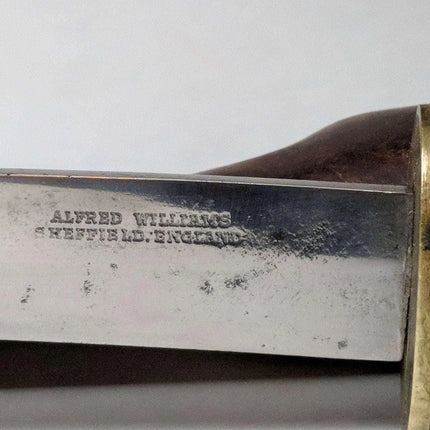 ALFRED WILLIAMS
SHEFFIELD. ENGLAND